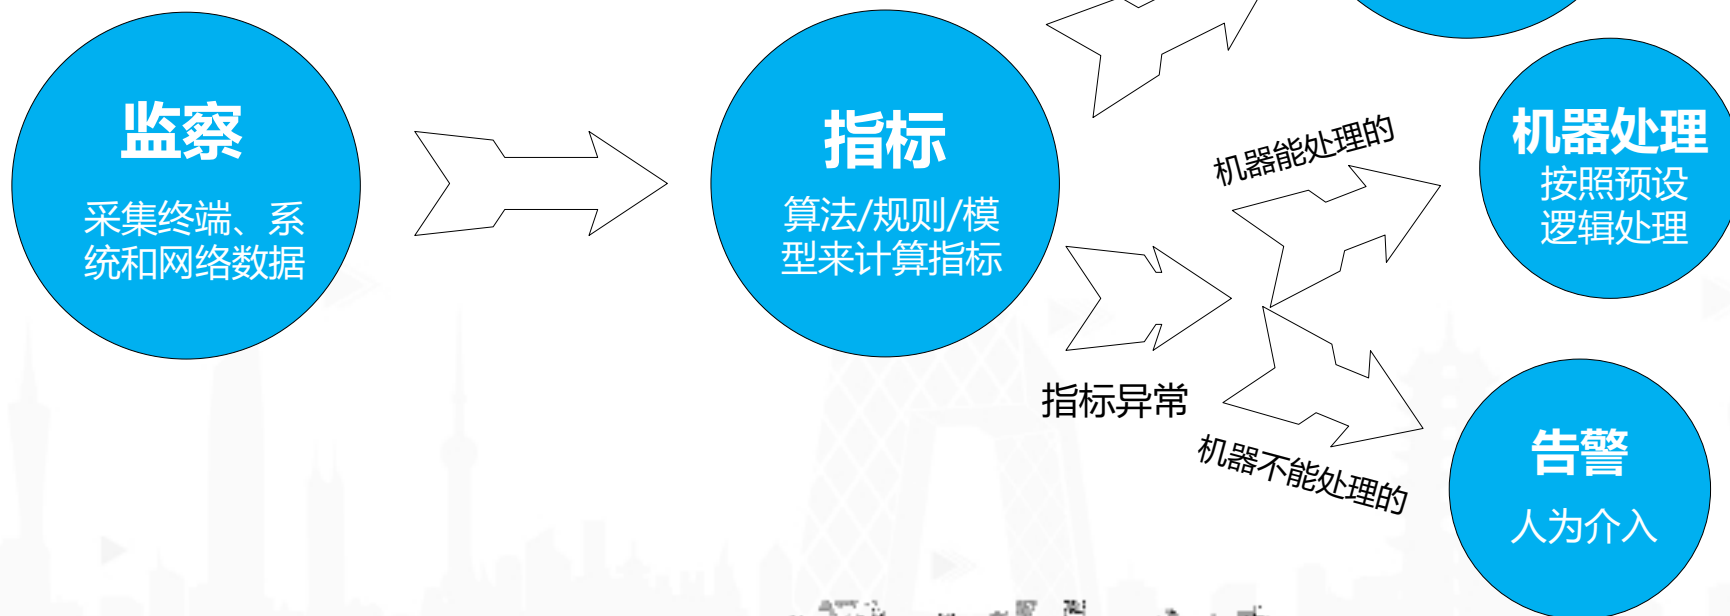 监察
采集终端、系
统和网络数据
指标
算法/规则/模
型来计算指标
指标异常
机器能处理的
机器不能处理的
机器处理
按照预设
逻辑处理
告警
人为介入